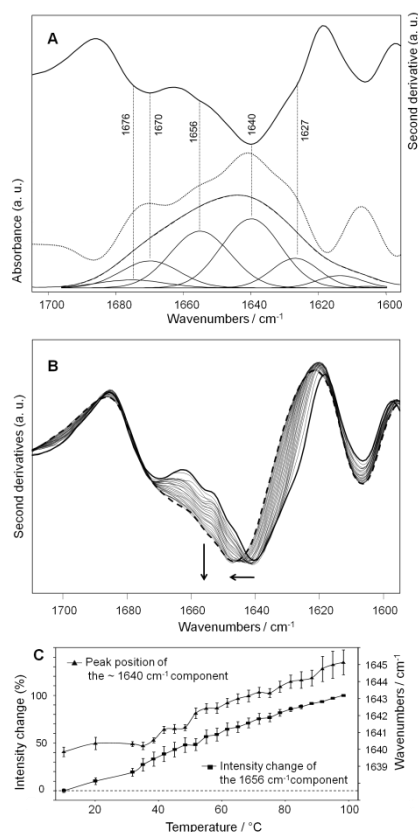 A
Second derivative (a. u.)
1676
1670
1656
1640
1627
Absorbance (a. u.)
1700 1680 1660 1640 1620 1600
Wavenumbers / cm-1
B
Second derivatives (a. u.)
1700 1680 1660 1640 1620 1600
Wavenumbers / cm-1
C
Peak position of
the ~ 1640 cm-1 component
Intensity change of
the 1656 cm-1component
Intensity change (%)
100
50
0
1645
1644
1643
1642
1641
1640
1639
Wavenumbers / cm-1
0 20 40 60 80 100
Temperature / °C